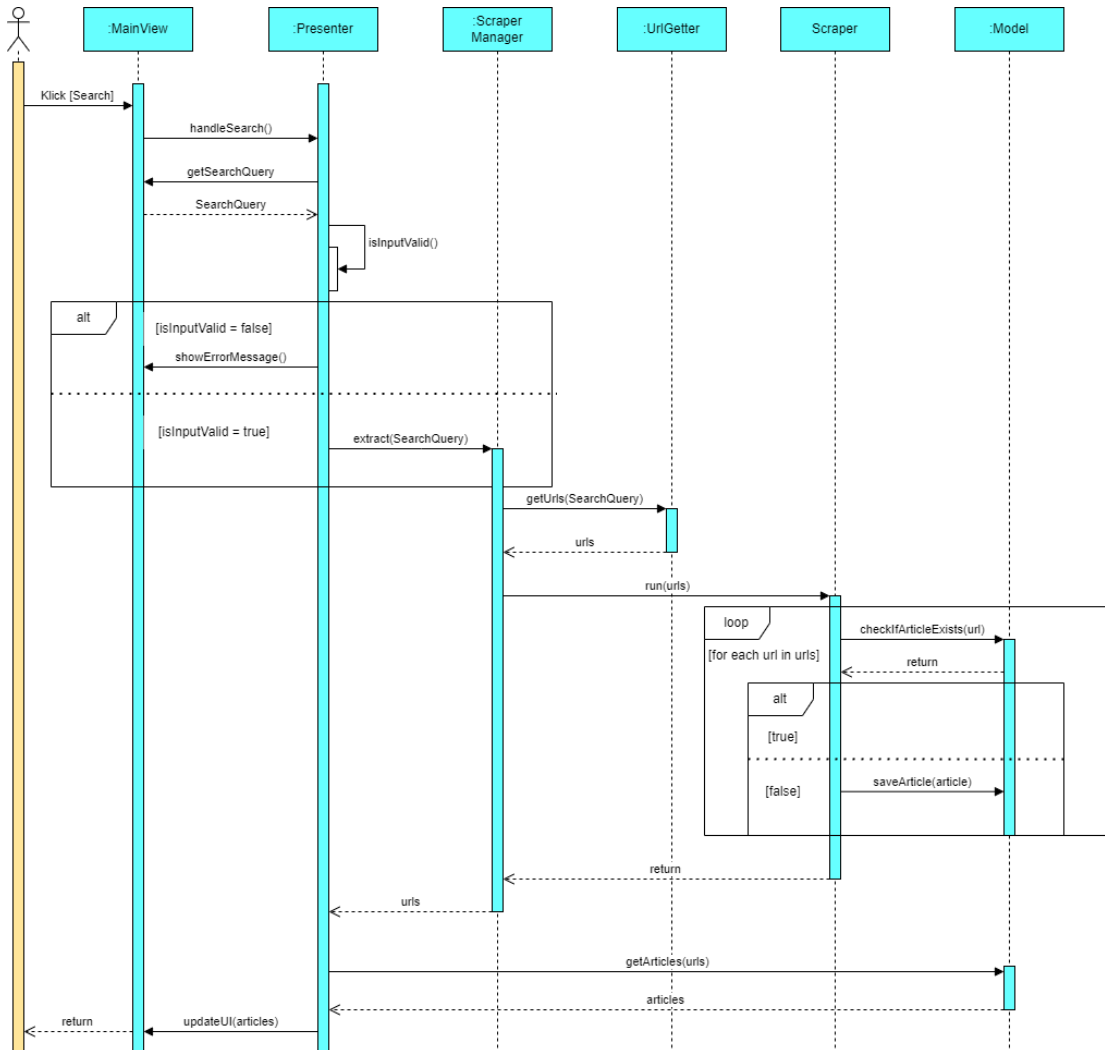 :MainView
:Presenter
:Scraper
Manager
:UrlGetter
Scraper
:Model
Klick [Search]
handleSearch()
getSearchQuery
SearchQuery
isInputValid()
alt
[isInputValid = false]
showErrorMessage()
[isInputValid = true]
extract(SearchQuery)
getUrls(SearchQuery)
urls
run(urls)
loop
checkIfArticleExists(url)
[for each url in urls]
return
alt
[true]
[false]
saveArticle(article)
return
urls
getArticles(urls)
articles
return
updateUI(articles)